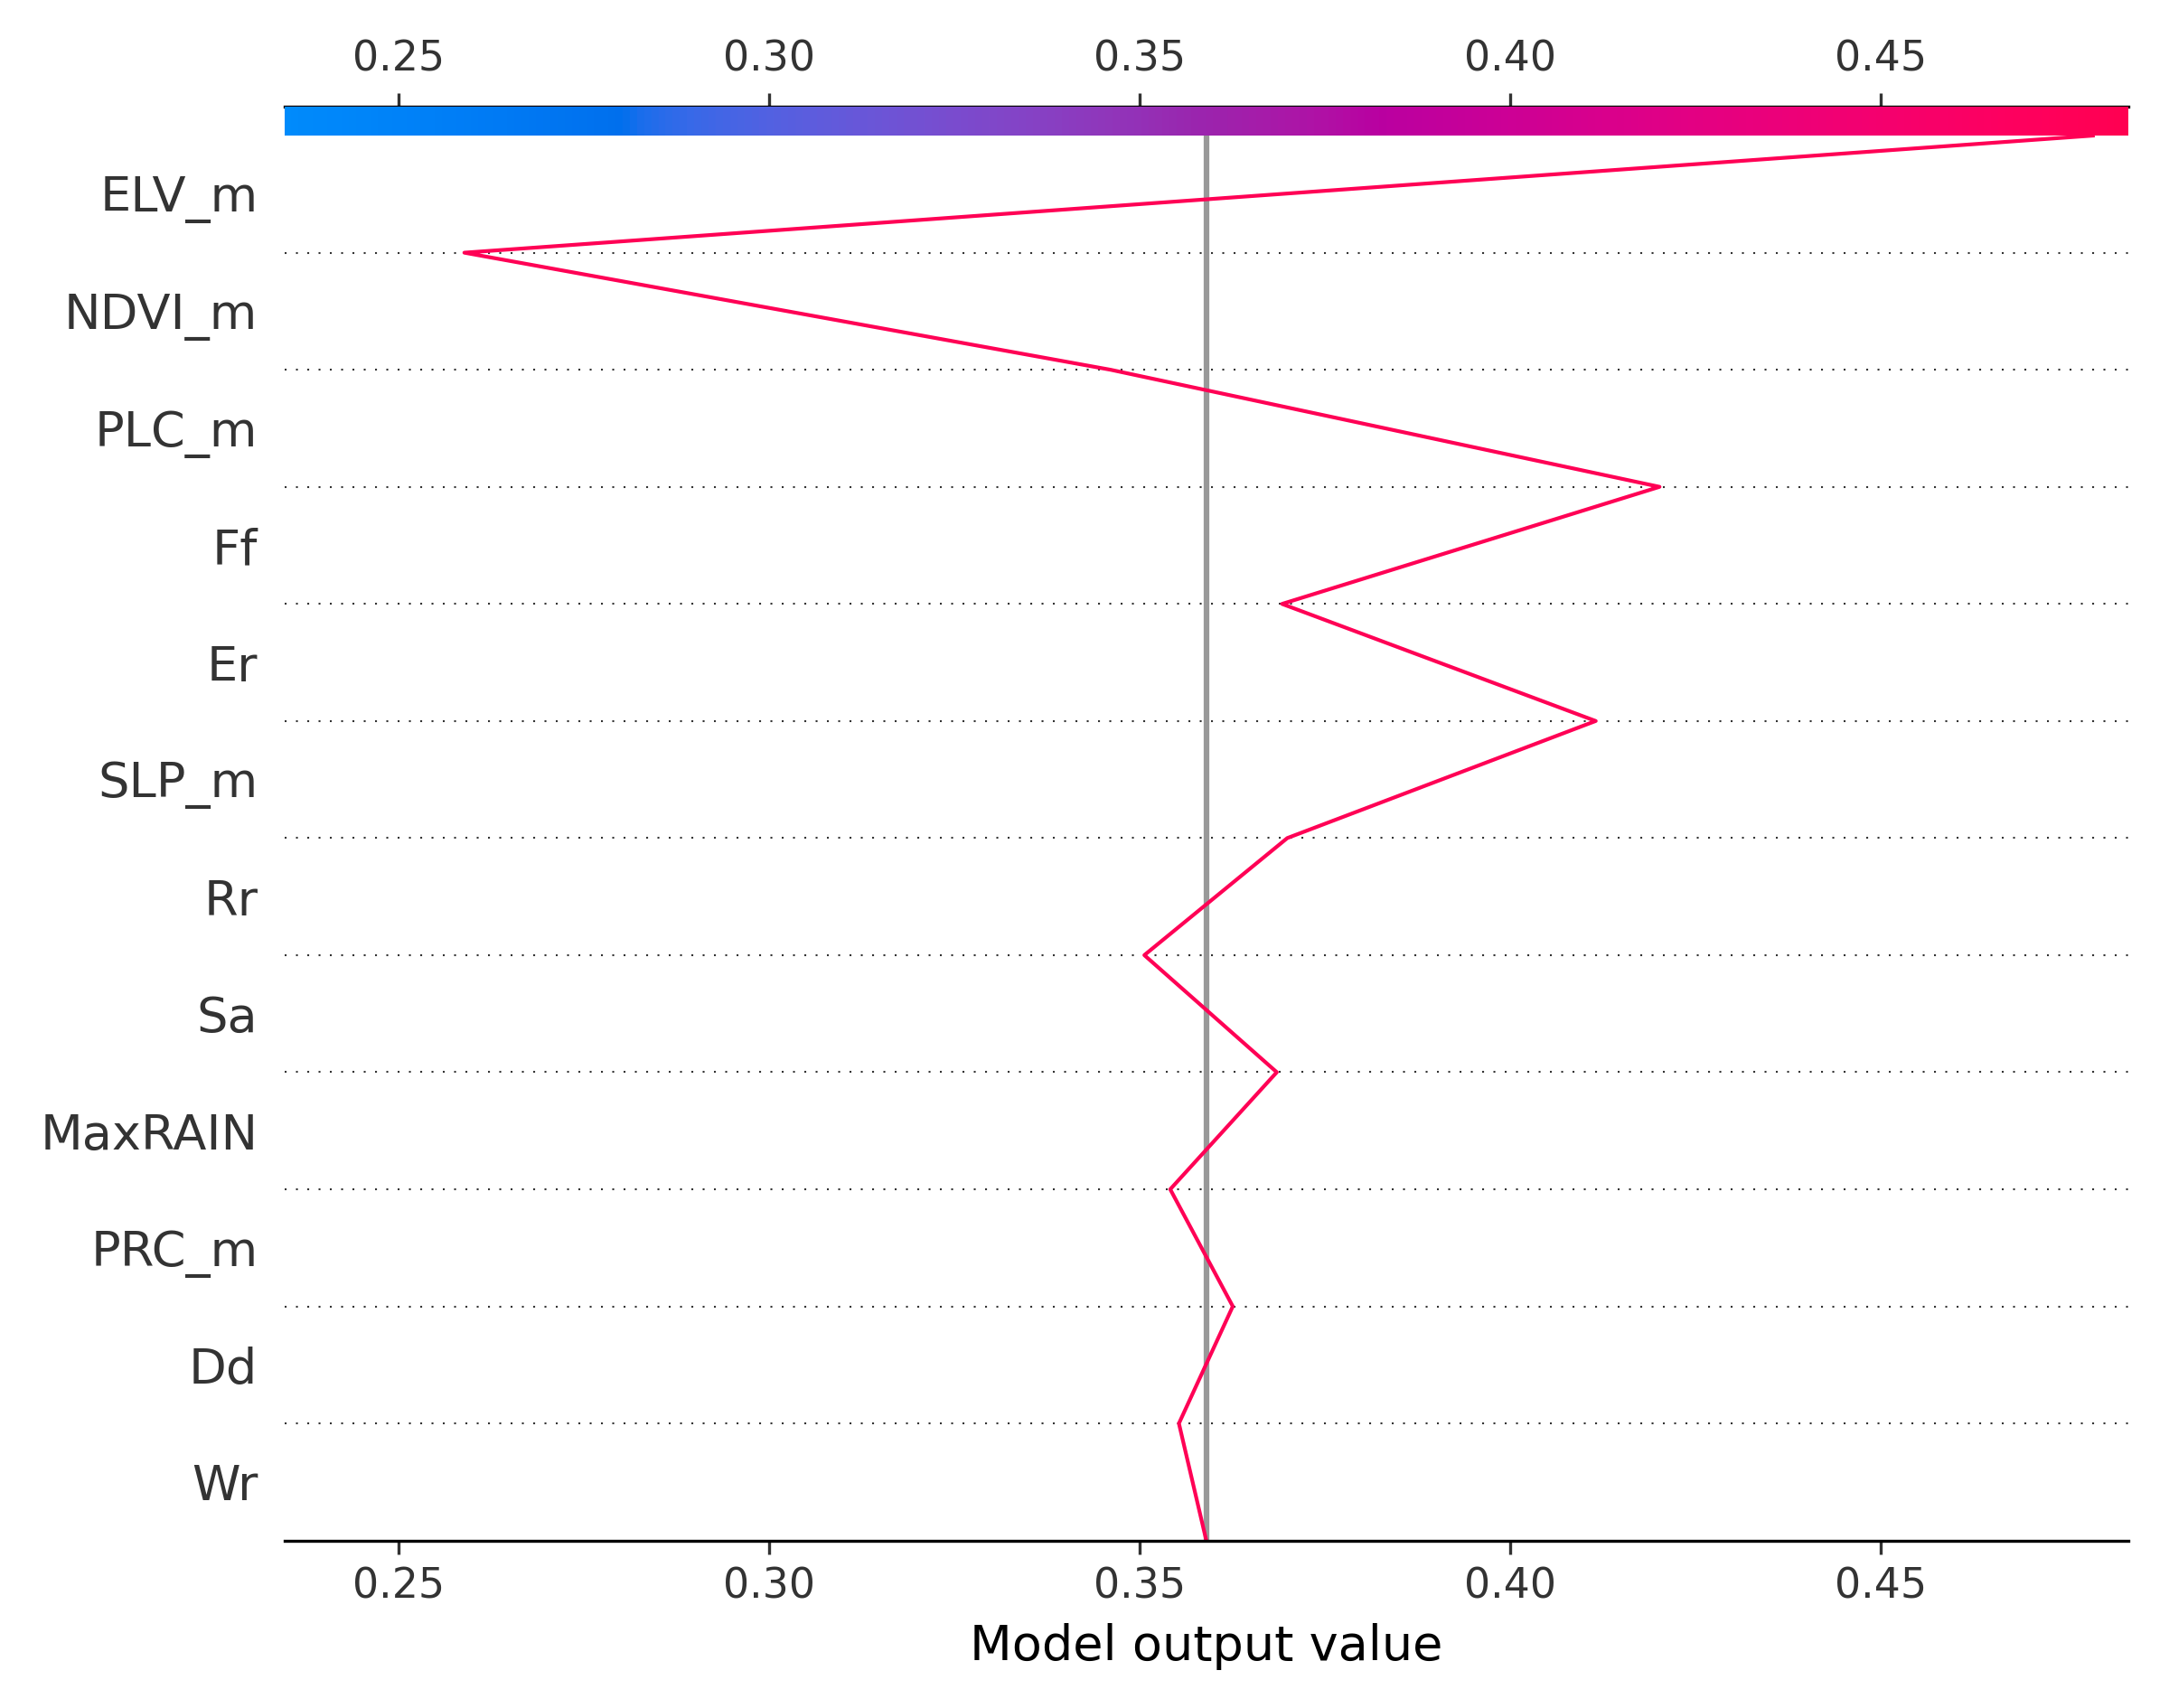 0.25 0.30 0.35 0.40 0.45
ELV_m
NDVI_m
PLC_m
Ff
Er
SLP_m
Rr
Sa
MaxRAIN
PRC_m
Dd
Wr
0.25 0.30 0.35 0.40 0.45
Model output value